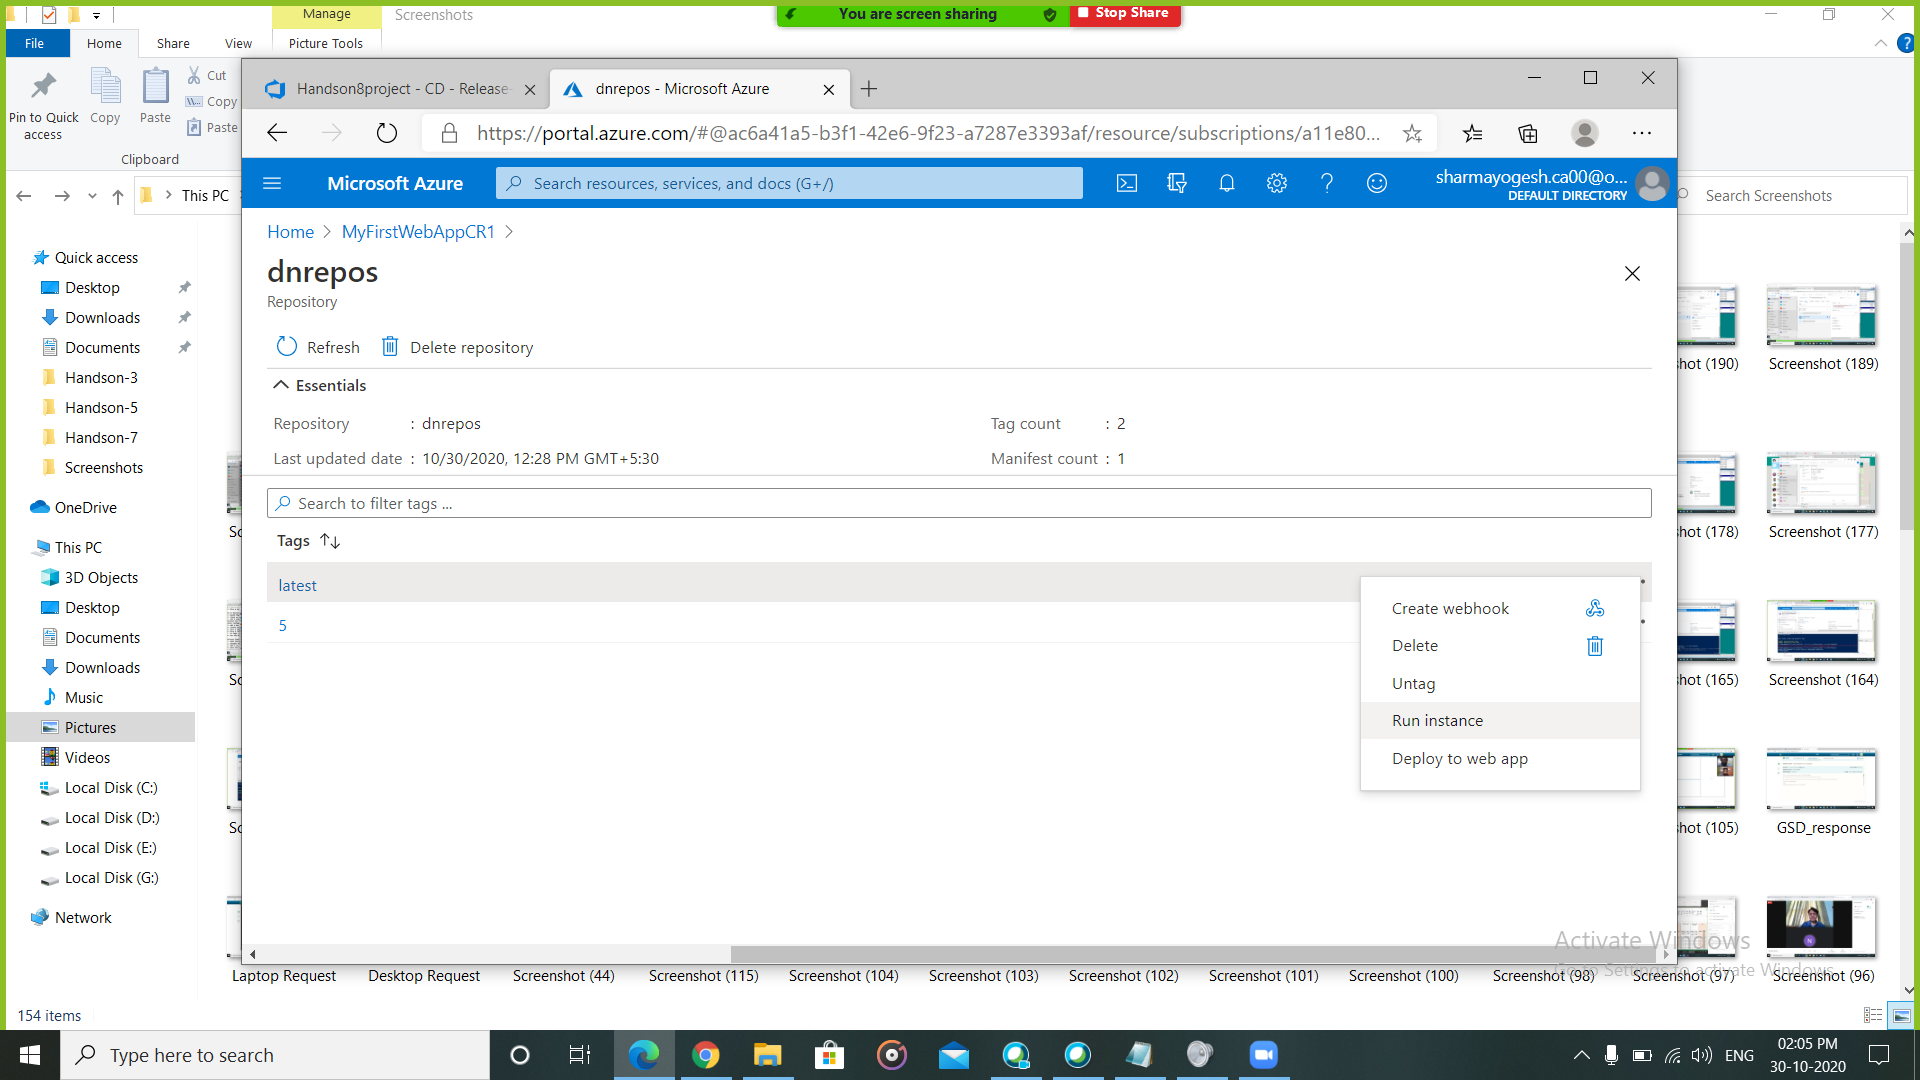 Manage
Screenshots
You are screen sharing
Stop Share
File
Home
Share
View
Picture Tools
Pin to Quick access
Copy
Paste
Cut
Copy
Paste
Clipboard
Handson8project - CD - Release-
dnrepos - Microsoft Azure
https://portal.azure.com/#@ac6a41a5-b3f1-42e6-9f23-a7287e3393af/resource/subscriptions/a11e80...
Microsoft Azure
Search resources, services, and docs (G+/)
sharmayogesh.ca00@o...
DEFAULT DIRECTORY
This PC
Search Screenshots
Home > MyFirstWebAppCR1 >
dnrepos
Repository
Refresh
Delete repository
Essentials
Repository : dnrepos
Tag count : 2
Last updated date : 10/30/2020, 12:28 PM GMT+5:30
Manifest count : 1
Search to filter tags ...
Tags
latest
5
Create webhook
Delete
Untag
Run instance
Deploy to web app
Quick access
Desktop
Downloads
Documents
Handson-3
Handson-5
Handson-7
Screenshots
OneDrive
This PC
3D Objects
Desktop
Documents
Downloads
Music
Pictures
Videos
Local Disk (C:)
Local Disk (D:)
Local Disk (E:)
Local Disk (G:)
Network
hot (190)
Screenshot (189)
Sc
hot (178)
Screenshot (177)
Sc
hot (165)
Screenshot (164)
Sc
hot (105)
GSD_response
Laptop Request
Desktop Request
Screenshot (44)
Screenshot (115)
Screenshot (104)
Screenshot (103)
Screenshot (102)
Screenshot (101)
Screenshot (100)
Screenshot (98)
Screenshot (97)
Screenshot (96)
Activate Windows
Go to Settings to activate Windows.
154 items
Type here to search
ENG
02:05 PM
30-10-2020